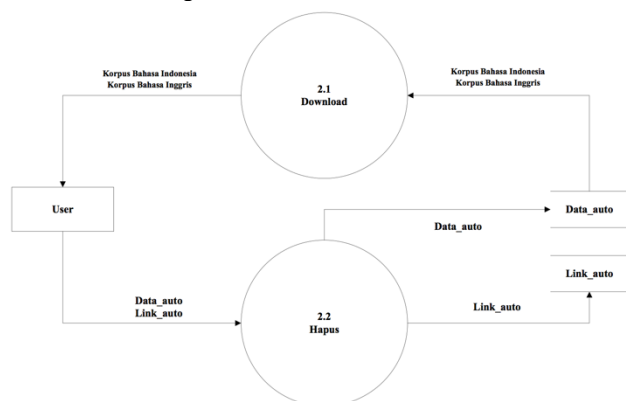 Korpus Bahasa Indonesia
Korpus Bahasa Inggris
2.1
Download
Korpus Bahasa Indonesia
Korpus Bahasa Inggris
User
Data_auto
Data_auto
Link_auto
Data_auto
Link_auto
2.2
Hapus
Link_auto